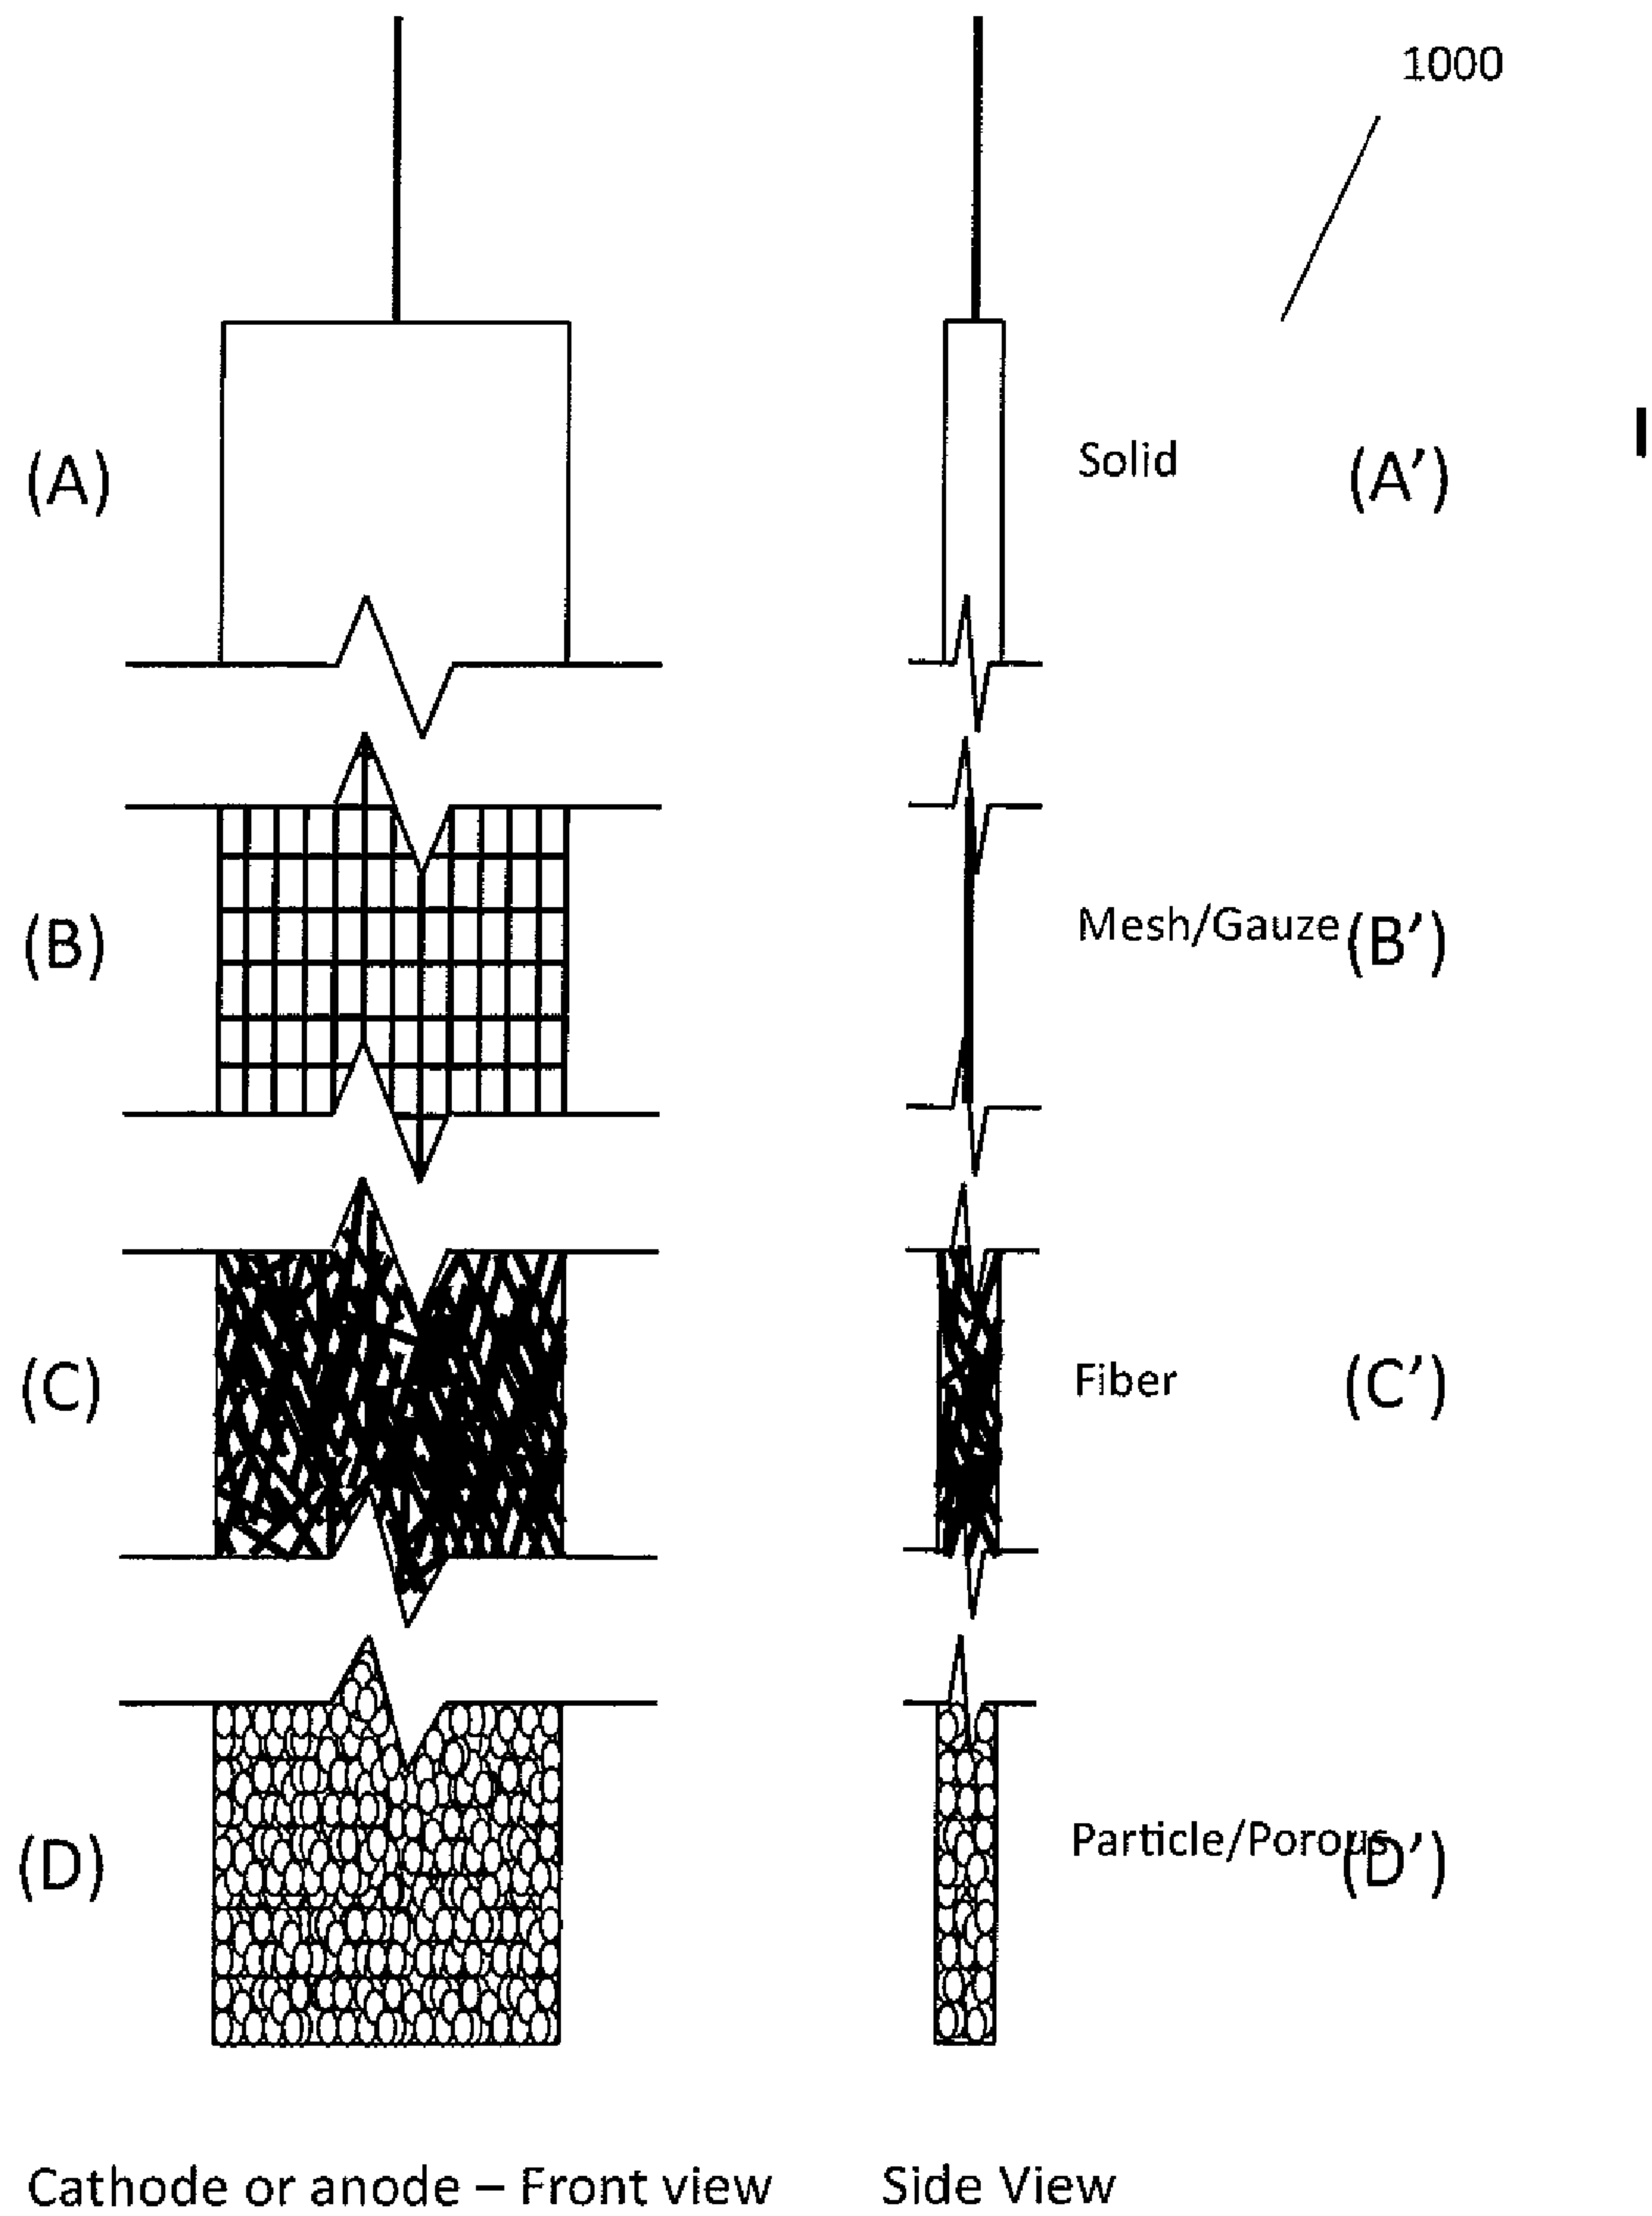 1000
(A)
Solid
(A’)
(B)
Mesh/Gauze
(B’)
(C)
Fiber
(C’)
(D)
Particle/Porous
(D’)
Cathode or anode – Front view
Side View